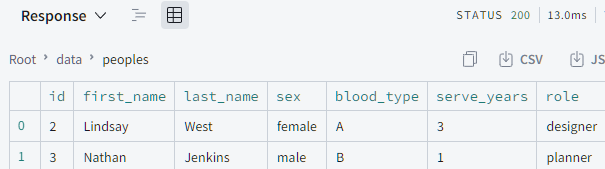 Response STATUS 200 13.0ms
Root > data > peoples CSV JS
id first_name last_name sex blood_type serve_years role
0 2 Lindsay West female A 3 designer
1 3 Nathan Jenkins male B 1 planner